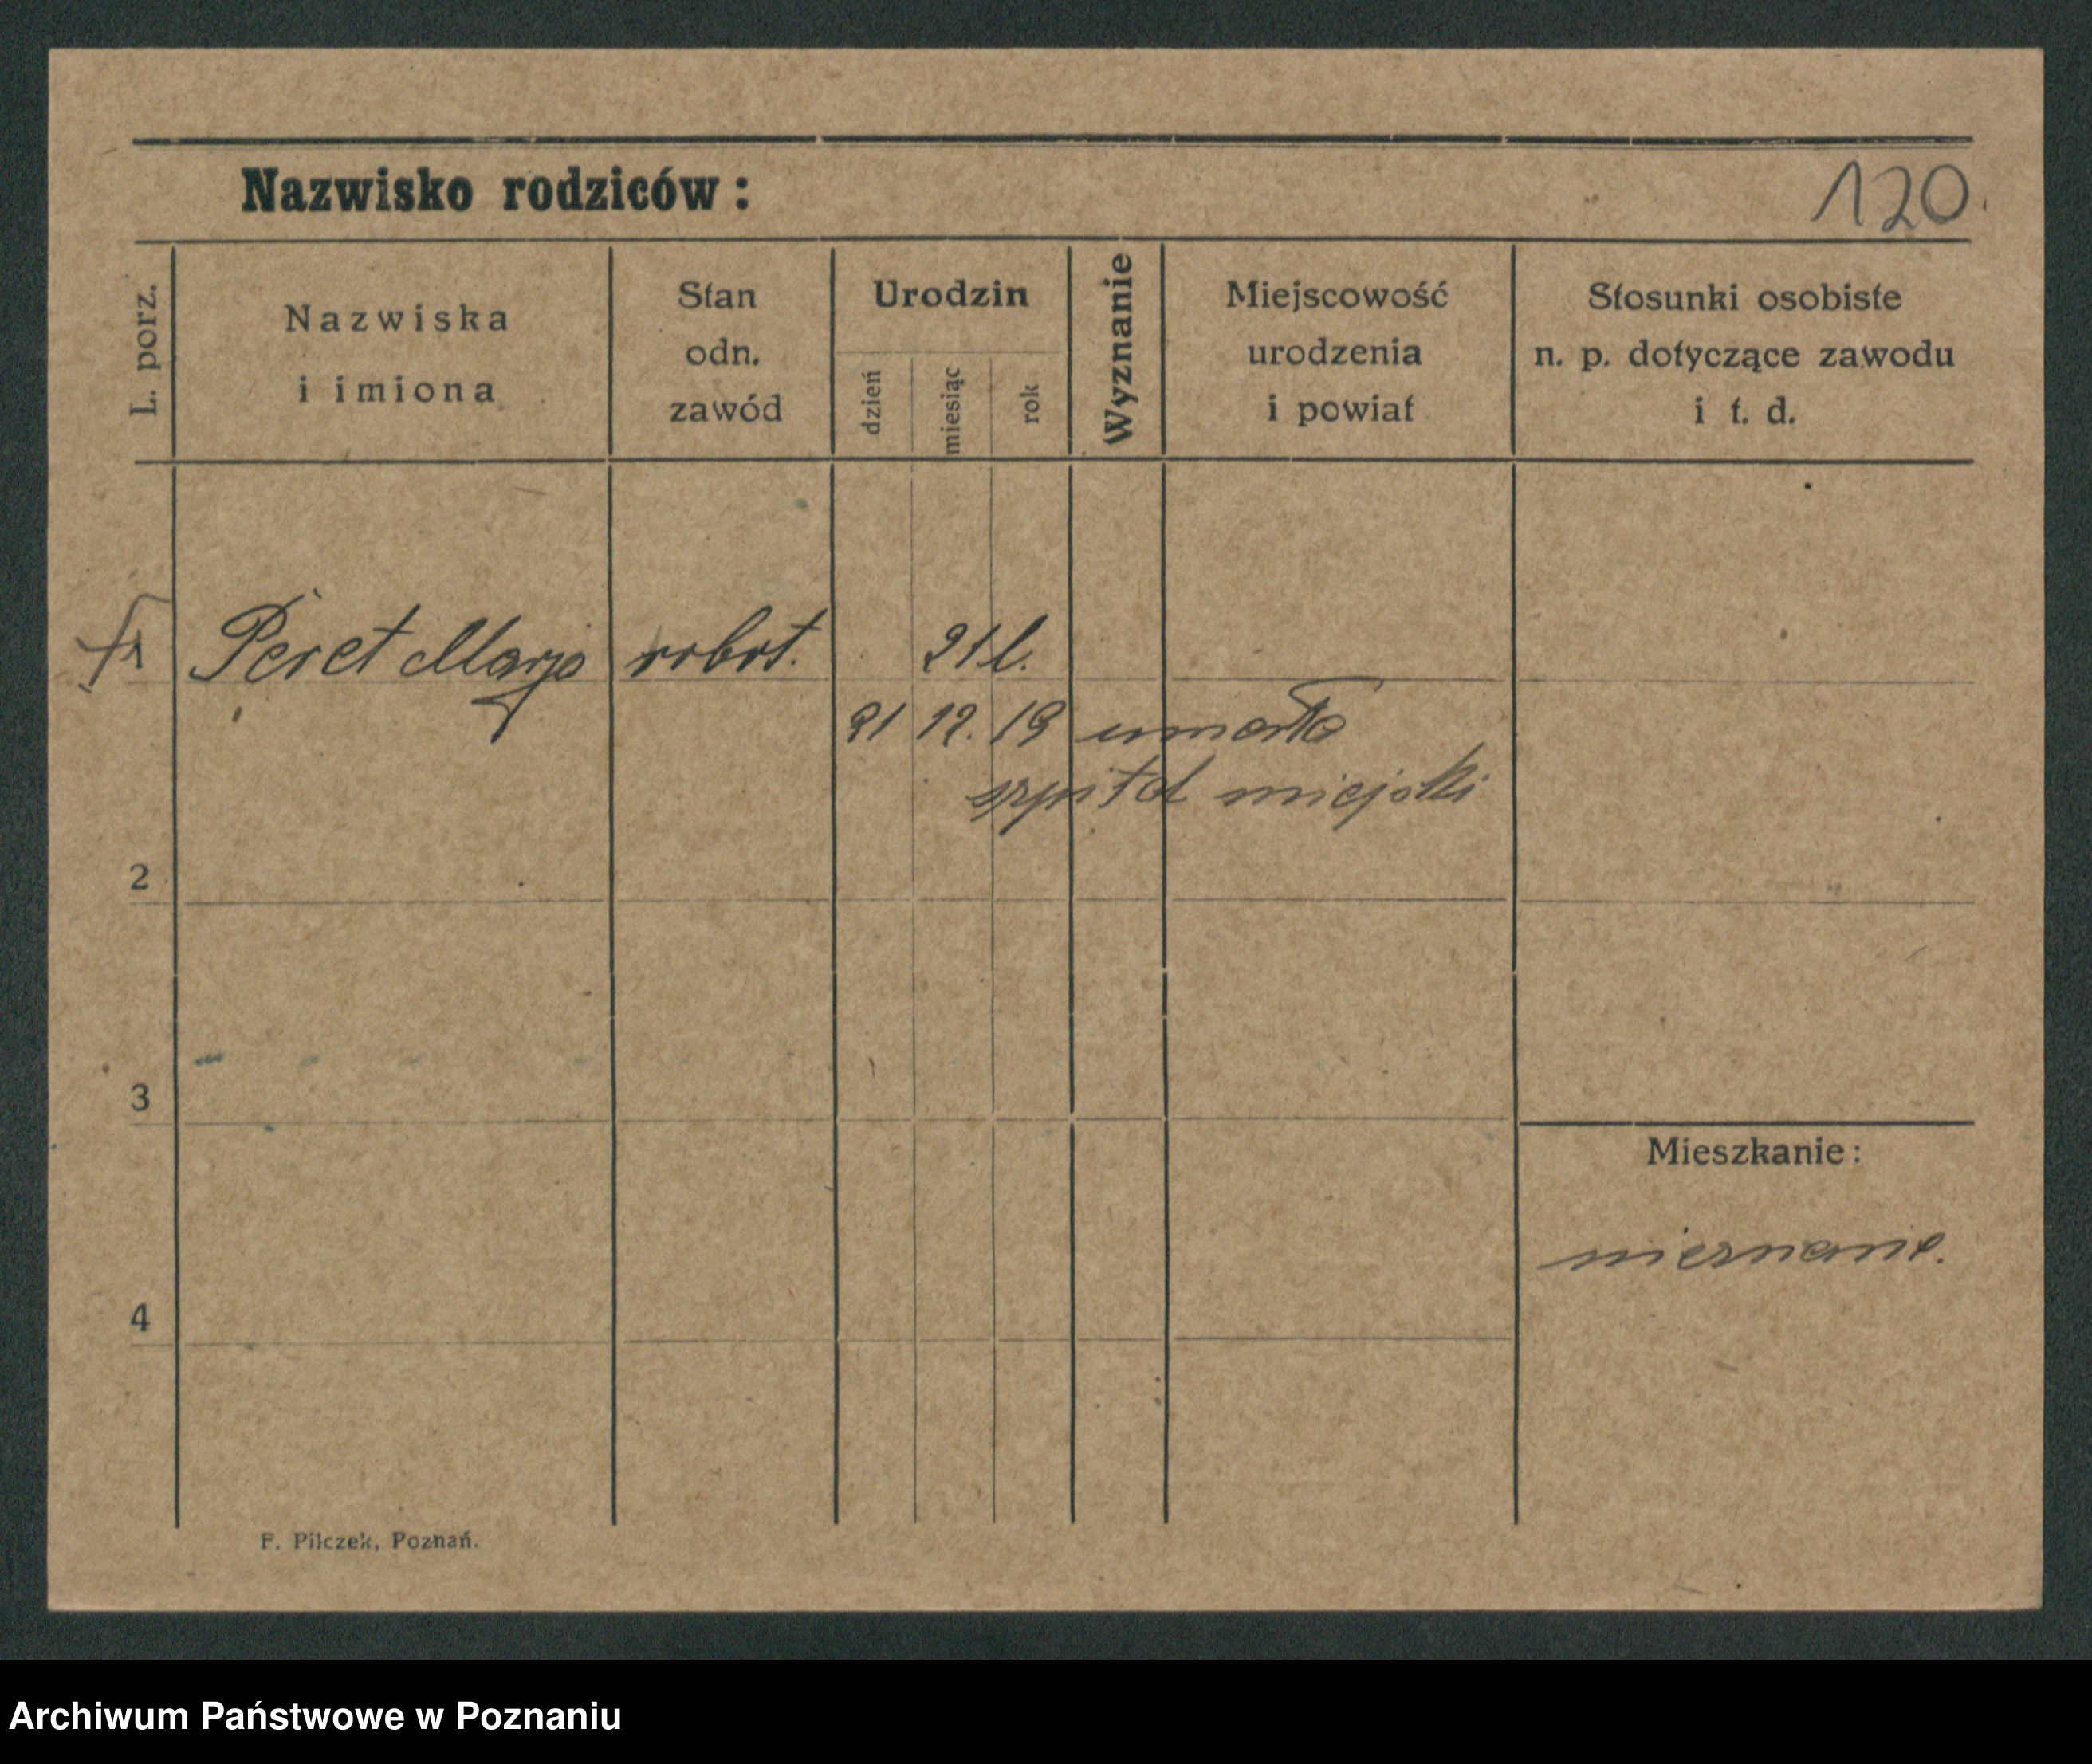 Nazwisko rodziców:
120.
L. porz.
Nazwiska
i imiona
Stan
odn.
zawód
Urodzin
dzień
miesiąc
rok
Wyznanie
Miejscowość
urodzenia
i powiat
Stosunki osobiste
n. p. dotyczące zawodu
i t. d.
1 Peret Marja robot. 21 l.
21 12. 19 umarła
szpital miejski
2
3
Mieszkanie:
nieznane.
4
F. Pilczek, Poznań.
Archiwum Państwowe w Poznaniu